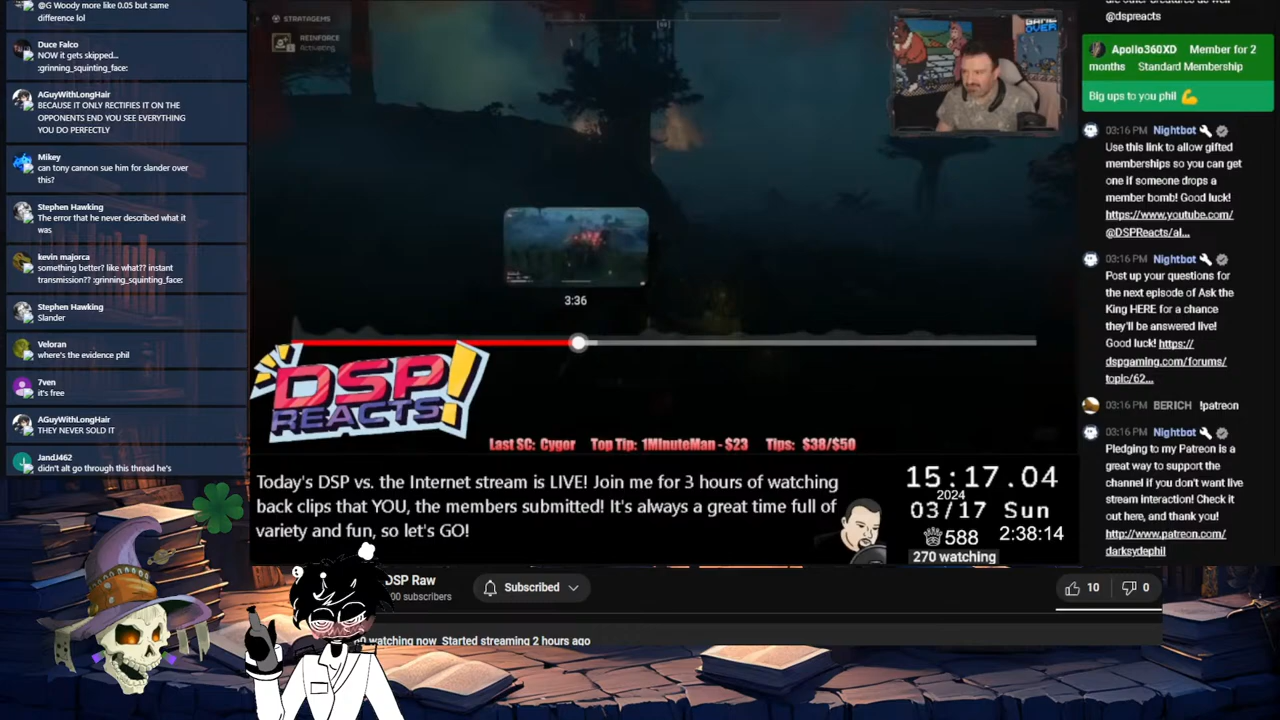 @G Woody more like 0.05 but same
difference lol
Duce Falco
NOW it gets skipped...
:grinning_squinting_face:
AGuyWithLongHair
BECAUSE IT ONLY RECTIFIES IT ON THE
OPPONENTS END YOU SEE EVERYTHING
YOU DO PERFECTLY
Mikey
can tony cannon sue him for slander over
this?
Stephen Hawking
The error that he never described what it
was
kevin majorca
something better? like what?? instant
transmission?? :grinning_squinting_face:
Stephen Hawking
Slander
Veloran
where's the evidence phil
7ven
it's free
AGuyWithLongHair
THEY NEVER SOLD IT
JandJ462
didn't alt go through this thread he's
STRATAGEMS
REINFORCE
Activating
GAME
OVER
3:36
DSP!
REACTS!
Last SC: Cygor Top Tip: 1MinuteMan - $23 Tips: $38/$50
Today's DSP vs. the Internet stream is LIVE! Join me for 3 hours of watching
back clips that YOU, the members submitted! It's always a great time full of
variety and fun, so let's GO!
15:17.04
2024
03/17 Sun
588
2:38:14
270 watching
DSP Raw
00 subscribers
Subscribed
10
0
0 watching now Started streaming 2 hours ago
are other creatures as well
@dspreacts
Apollo360XD Member for 2
months Standard Membership
Big ups to you phil 💪
03:16 PM Nightbot
Use this link to allow gifted
memberships so you can get
one if someone drops a
member bomb! Good luck!
https://www.youtube.com/
@DSPReacts/al...
03:16 PM Nightbot
Post up your questions for
the next episode of Ask the
King HERE for a chance
they'll be answered live!
Good luck! https://
dspgaming.com/forums/
topic/62...
03:16 PM BERICH !patreon
03:16 PM Nightbot
Pledging to my Patreon is a
great way to support the
channel if you don't want live
stream interaction! Check it
out here, and thank you!
http://www.patreon.com/
darksydephil